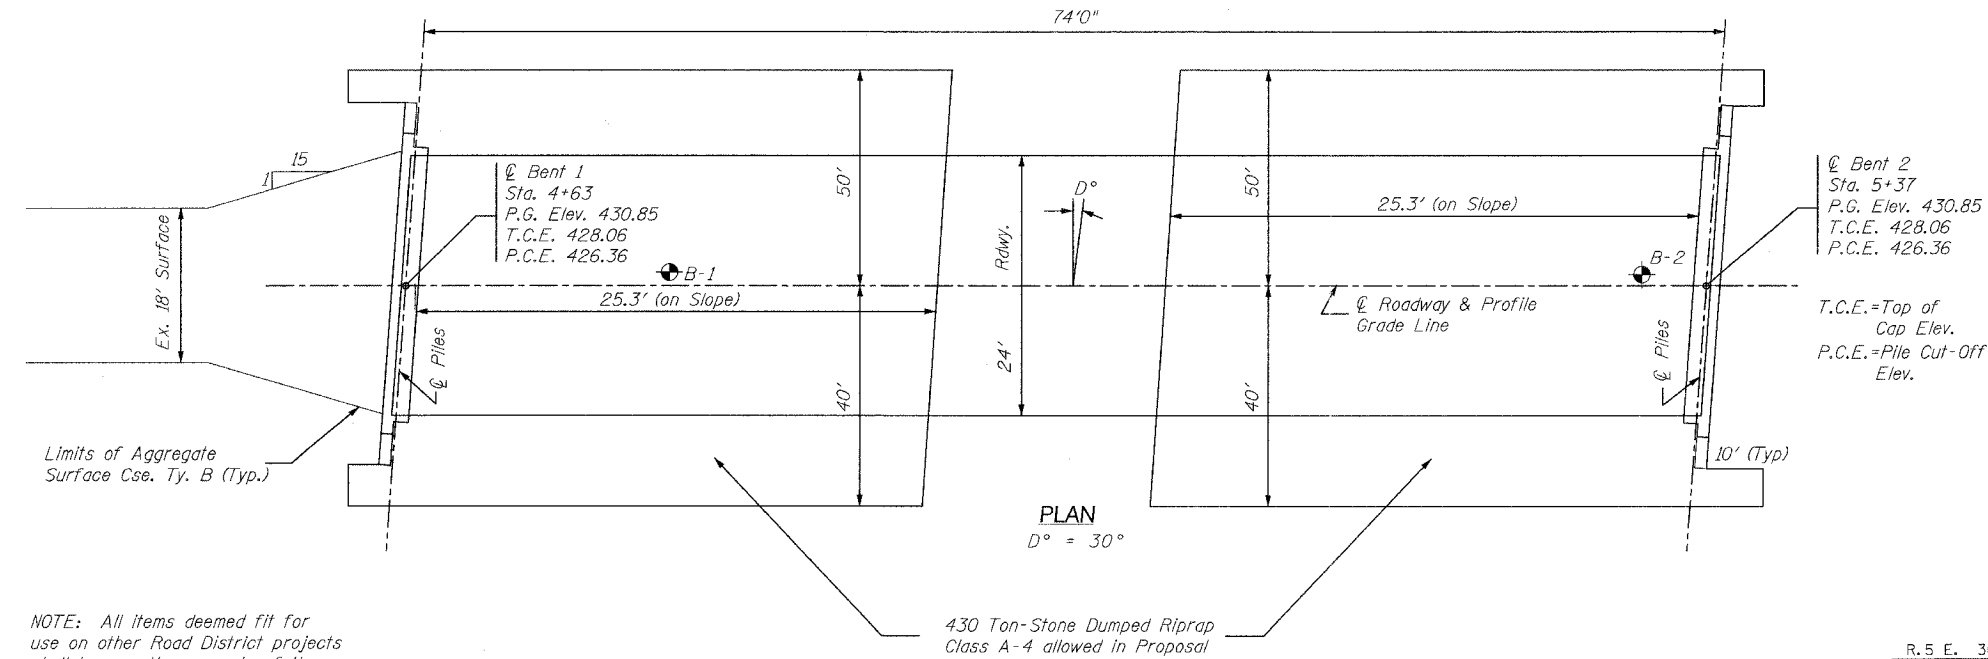 74'0"
15
1
℄ Bent 1
Sta. 4+63
P.G. Elev. 430.85
T.C.E. 428.06
P.C.E. 426.36
50'
D°
50'
25.3' (on Slope)
℄ Bent 2
Sta. 5+37
P.G. Elev. 430.85
T.C.E. 428.06
P.C.E. 426.36
Ex. 18' Surface
B-1
Rdwy.
B-2
25.3' (on Slope)
℄ Roadway & Profile
Grade Line
T.C.E.=Top of
Cap Elev.
P.C.E.=Pile Cut-Off
Elev.
℄ Piles
40'
24'
40'
℄ Piles
Limits of Aggregate
Surface Cse. Ty. B (Typ.)
10' (Typ)
PLAN
D° = 30°
NOTE: All items deemed fit for
use on other Road District projects
430 Ton-Stone Dumped Riprap
Class A-4 allowed in Proposal
R.5 E. 3